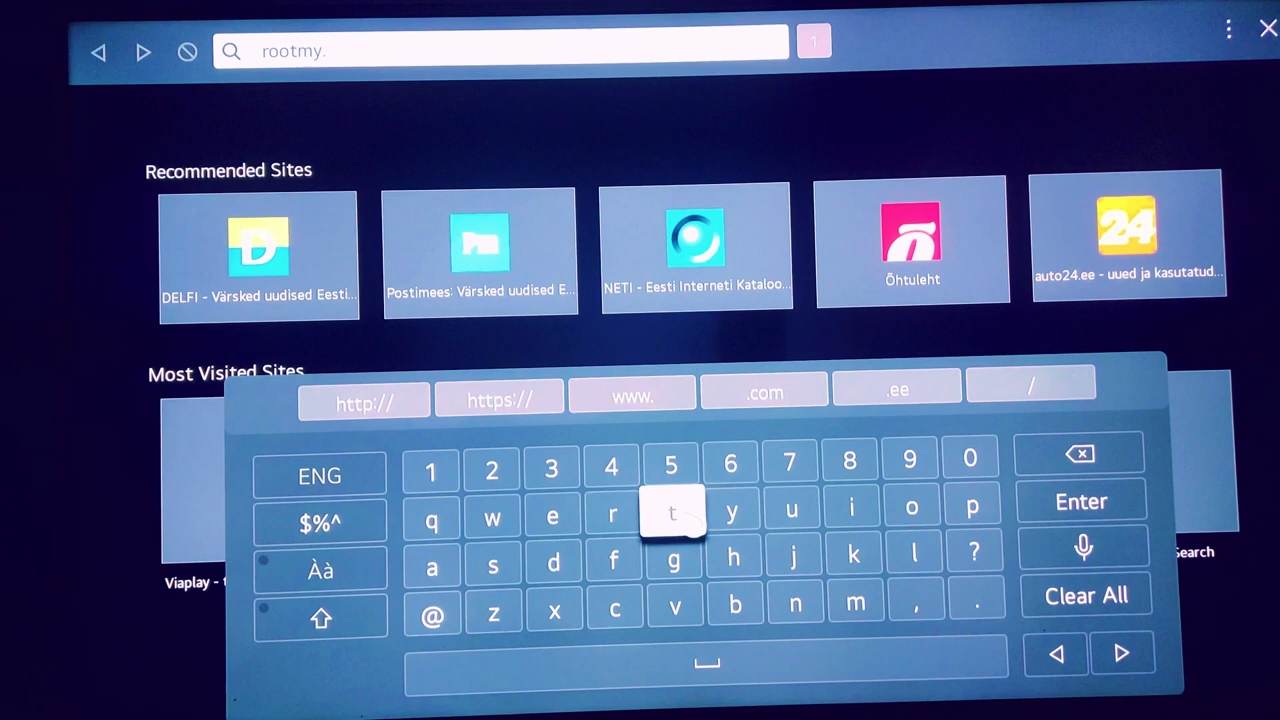 rootmy.
1
Recommended Sites
D
24
DELFI - Värsked uudised Eesti...
Postimees: Värsked uudised E...
NETI - Eesti Interneti Kataloo...
Õhtuleht
auto24.ee - uued ja kasutatud...
Most Visited Sites
http:// https:// www. .com .ee /
ENG 1 2 3 4 5 6 7 8 9 0
$%^ q w e r t y u i o p Enter
Àà a s d f g h j k l ?
@ z x c v b n m , . Clear All
Viaplay -
Search